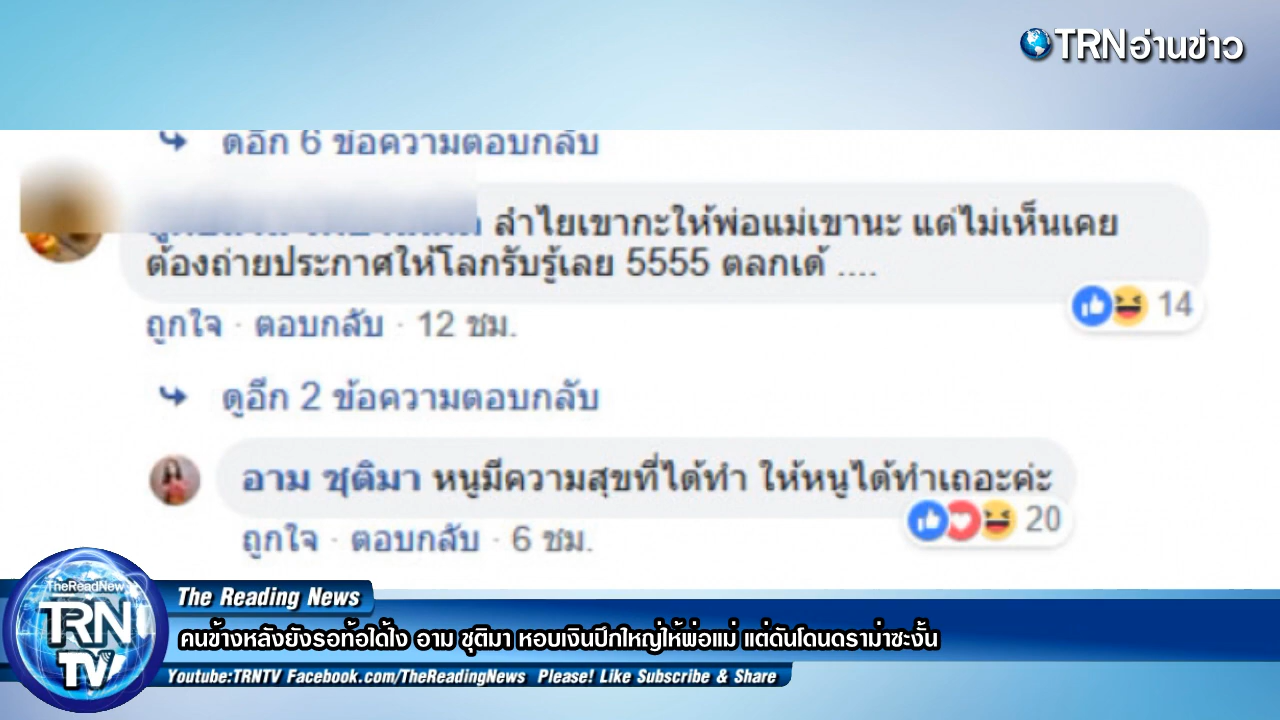 TRNอ่านข่าว
ดูอีก 6 ข้อความตอบกลับ
ลำไยเขากะให้พ่อแม่เขานะ แต่ไม่เห็นเคย
ต้องถ่ายประกาศให้โลกรับรู้เลย 5555 ตลกเด้ ....
14
ถูกใจ · ตอบกลับ · 12 ชม.
ดูอีก 2 ข้อความตอบกลับ
อาม ชุติมา หนูมีความสุขที่ได้ทำ ให้หนูได้ทำเถอะค่ะ
20
ถูกใจ · ตอบกลับ · 6 ชม.
TheReadNew
TRN
TV
The Reading News
คนข้างหลังยังรอท้อได้ไง อาม ชุติมา หอบเงินปึกใหญ่ให้พ่อแม่ แต่ดันโดนดราม่าซะงั้น
Youtube:TRNTV Facebook.com/TheReadingNews Please! Like Subscribe & Share